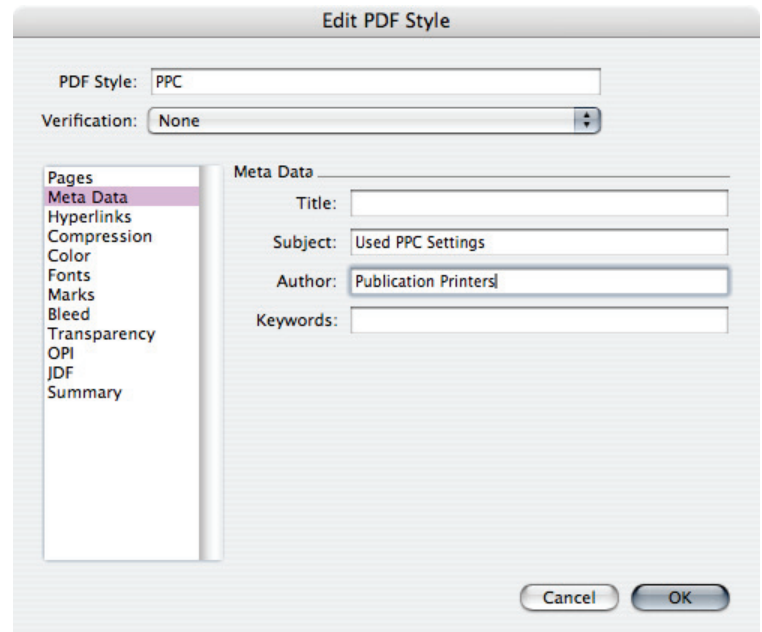 Edit PDF Style
PDF Style: PPC
Verification: None
Pages
Meta Data
Hyperlinks
Compression
Color
Fonts
Marks
Bleed
Transparency
OPI
JDF
Summary
Meta Data
Title:
Subject: Used PPC Settings
Author: Publication Printers
Keywords:
Cancel OK